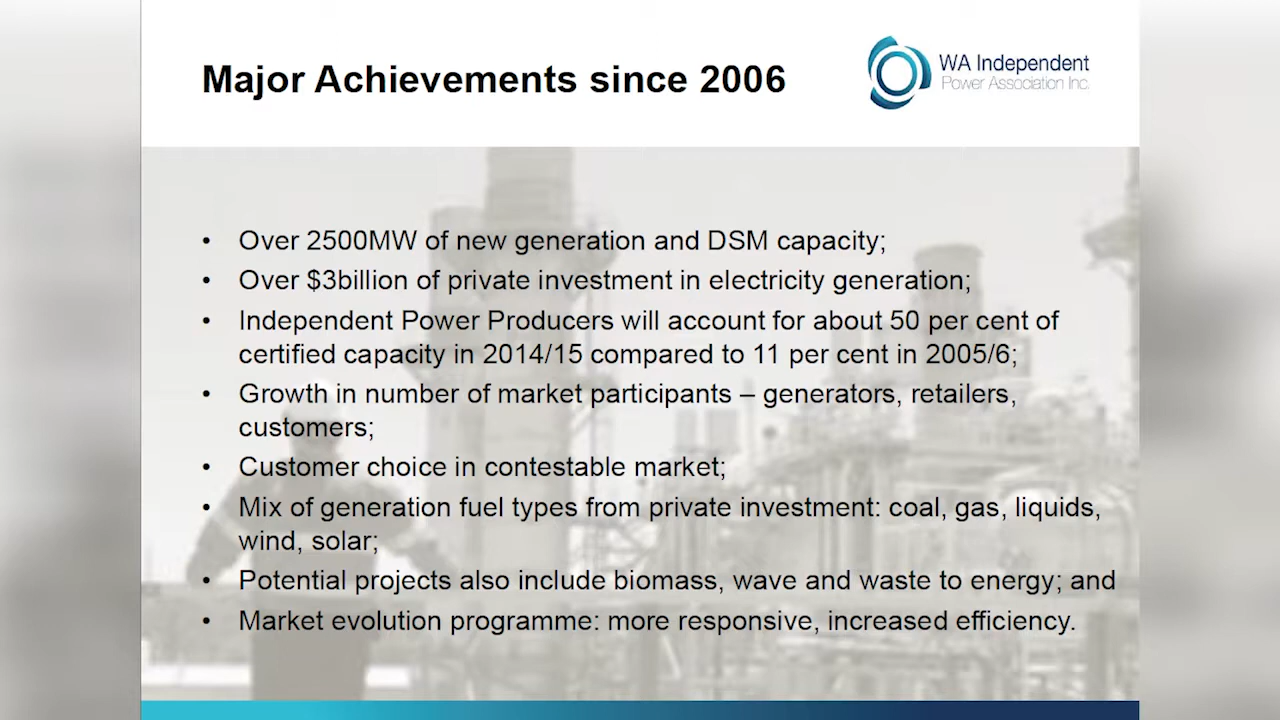 Major Achievements since 2006
WA Independent
Power Association Inc.
• Over 2500MW of new generation and DSM capacity;
• Over $3billion of private investment in electricity generation;
• Independent Power Producers will account for about 50 per cent of
certified capacity in 2014/15 compared to 11 per cent in 2005/6;
• Growth in number of market participants – generators, retailers,
customers;
• Customer choice in contestable market;
• Mix of generation fuel types from private investment: coal, gas, liquids,
wind, solar;
• Potential projects also include biomass, wave and waste to energy; and
• Market evolution programme: more responsive, increased efficiency.